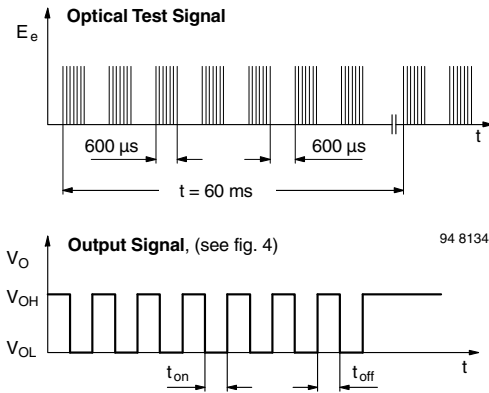 Optical Test Signal
E e
t
600 µs 600 µs
t = 60 ms
Output Signal, (see fig. 4) 94 8134
V O
V OH
V OL
t on t off t